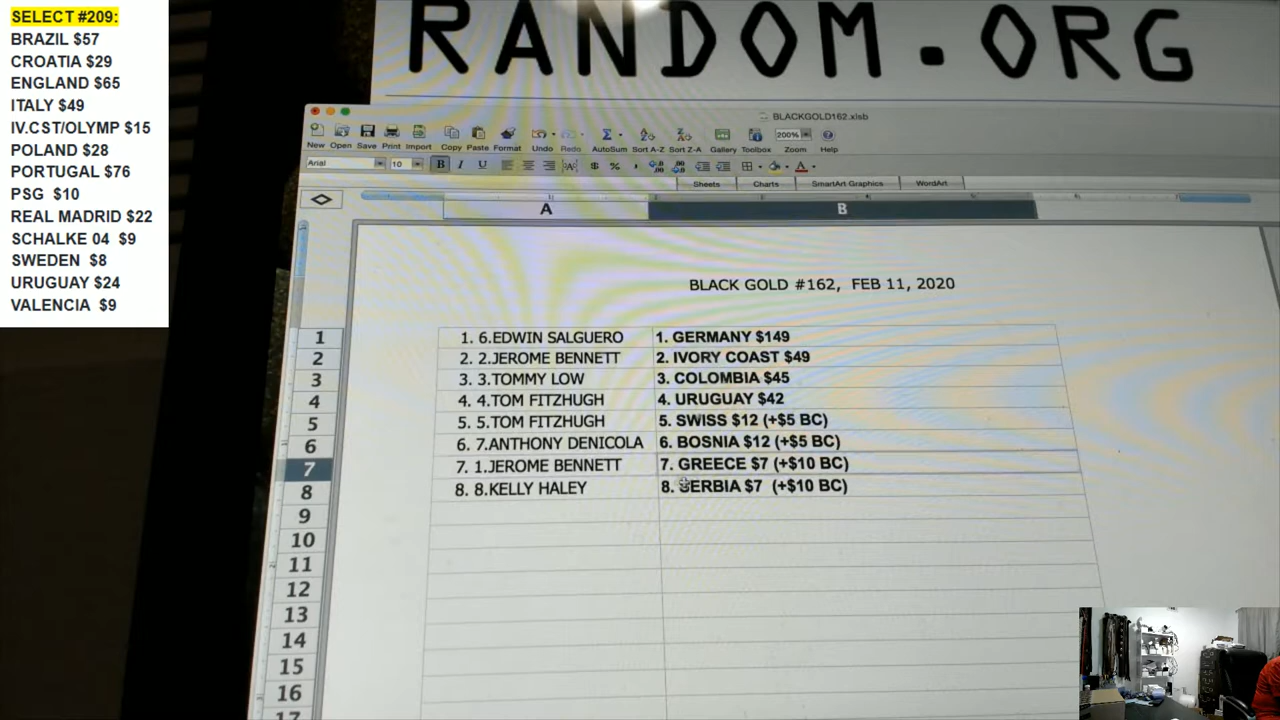 SELECT #209:
BRAZIL $57
CROATIA $29
ENGLAND $65
ITALY $49
IV.CST/OLYMP $15
POLAND $28
PORTUGAL $76
PSG $10
REAL MADRID $22
SCHALKE 04 $9
SWEDEN $8
URUGUAY $24
VALENCIA $9
RANDOM.ORG
BLACKGOLD162.xlsb
New Open Save Print Import Copy Paste Format Undo Redo AutoSum Sort A-Z Sort Z-A Gallery Toolbox Zoom Help
200%
Arial 10 B I U
Sheets Charts SmartArt Graphics WordArt
A B
BLACK GOLD #162, FEB 11, 2020
1 1. 6.EDWIN SALGUERO 1. GERMANY $149
2 2. 2.JEROME BENNETT 2. IVORY COAST $49
3 3. 3.TOMMY LOW 3. COLOMBIA $45
4 4. 4.TOM FITZHUGH 4. URUGUAY $42
5 5. 5.TOM FITZHUGH 5. SWISS $12 (+$5 BC)
6 6. 7.ANTHONY DENICOLA 6. BOSNIA $12 (+$5 BC)
7 7. 1.JEROME BENNETT 7. GREECE $7 (+$10 BC)
8 8. 8.KELLY HALEY 8. SERBIA $7 (+$10 BC)
9
10
11
12
13
14
15
16
17